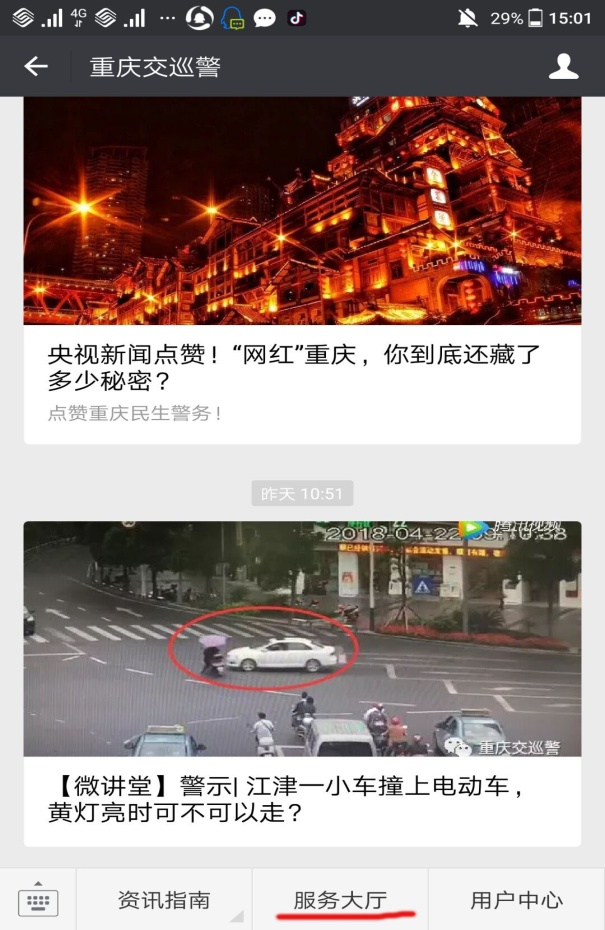 4G
29%
15:01
重庆交巡警
央视新闻点赞！“网红”重庆，你到底还藏了
多少秘密？
点赞重庆民生警务！
昨天 10:51
腾讯视频
重庆交巡警
【微讲堂】警示| 江津一小车撞上电动车，
黄灯亮时可不可以走？
资讯指南
服务大厅
用户中心